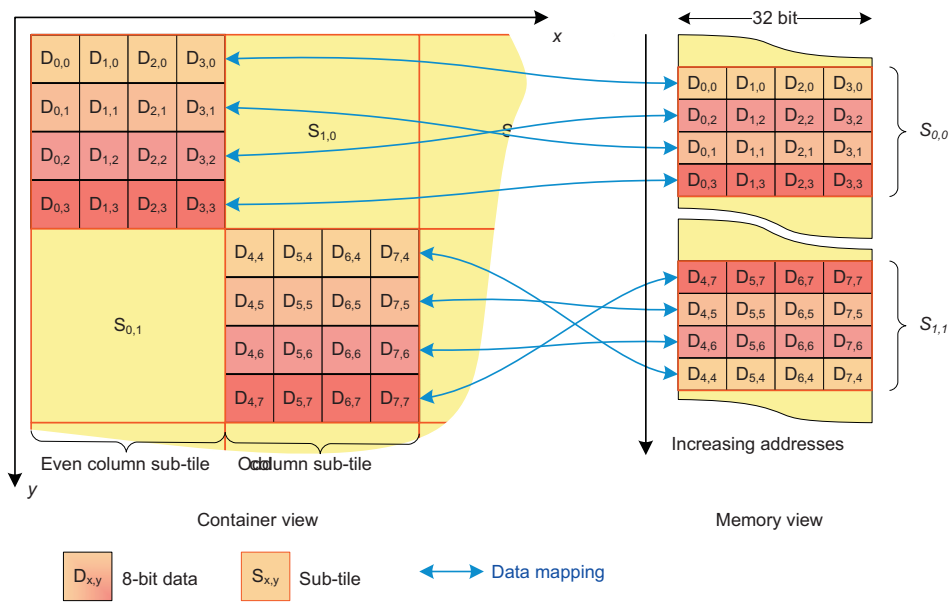 x
32 bit
D0,0 D1,0 D2,0 D3,0
D0,1 D1,1 D2,1 D3,1
D0,2 D1,2 D2,2 D3,2
D0,3 D1,3 D2,3 D3,3
S1,0
S
D4,4 D5,4 D6,4 D7,4
D4,5 D5,5 D6,5 D7,5
D4,6 D5,6 D6,6 D7,6
D4,7 D5,7 D6,7 D7,7
S0,1
Even column sub-tile
Odd column sub-tile
y
Container view
D0,0 D1,0 D2,0 D3,0
D0,2 D1,2 D2,2 D3,2
D0,1 D1,1 D2,1 D3,1
D0,3 D1,3 D2,3 D3,3
S0,0
D4,7 D5,7 D6,7 D7,7
D4,5 D5,5 D6,5 D7,5
D4,6 D5,6 D6,6 D7,6
D4,4 D5,4 D6,4 D7,4
S1,1
Increasing addresses
Memory view
Dx,y 8-bit data
Sx,y Sub-tile
Data mapping